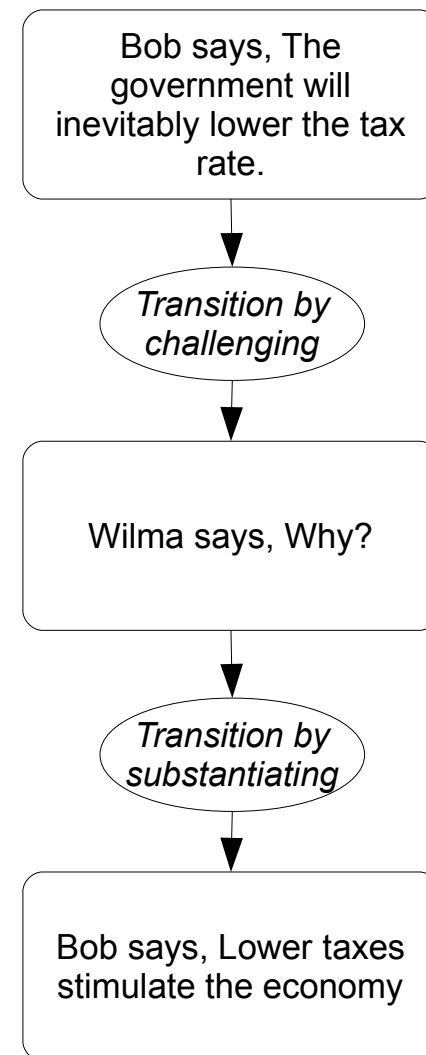 Bob says, The
government will
inevitably lower the tax
rate.
Transition by
challenging
Wilma says, Why?
Transition by
substantiating
Bob says, Lower taxes
stimulate the economy